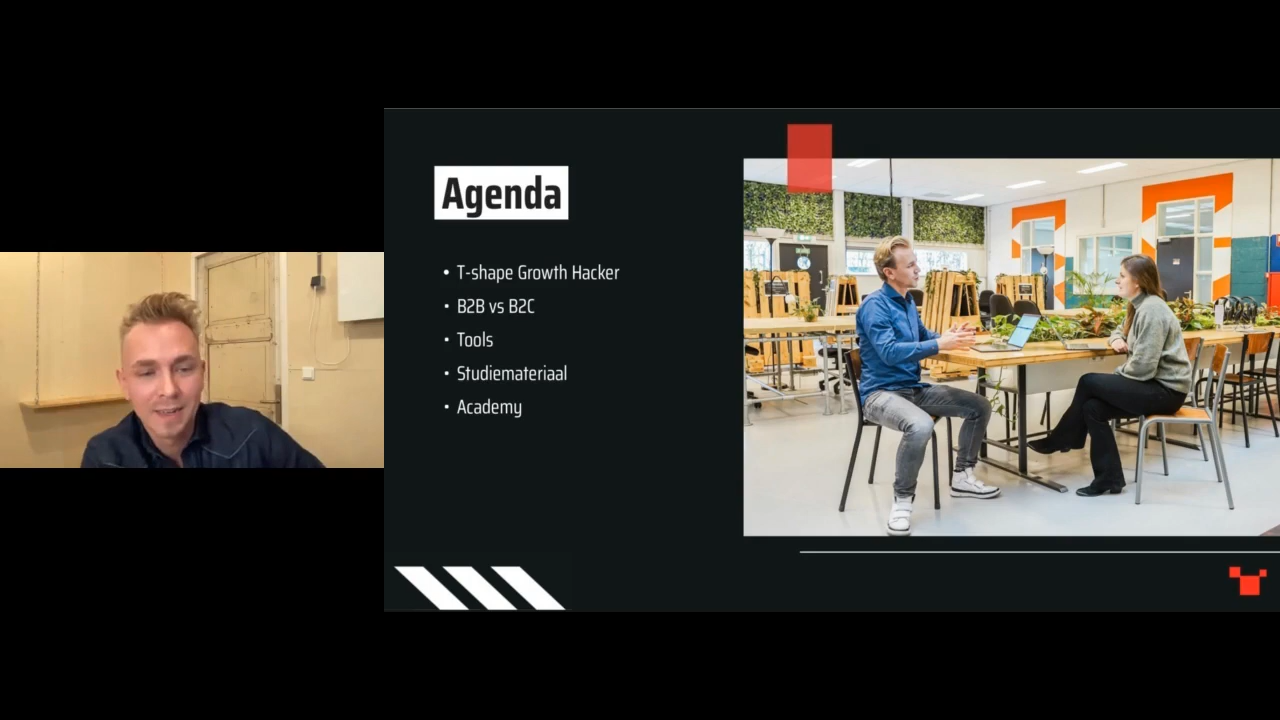 Agenda
• T-shape Growth Hacker
• B2B vs B2C
• Tools
• Studiemateriaal
• Academy